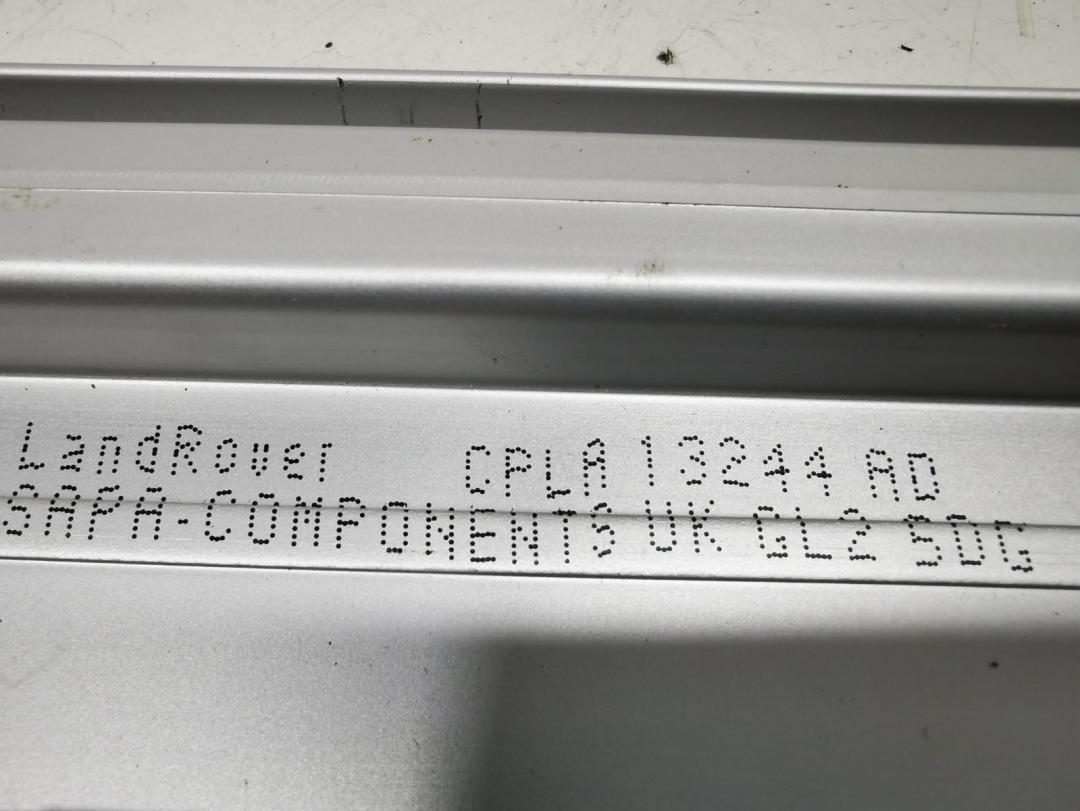 LandRover CPLA 13244 AD
SAPA-COMPONENTS UK GL2 5DG